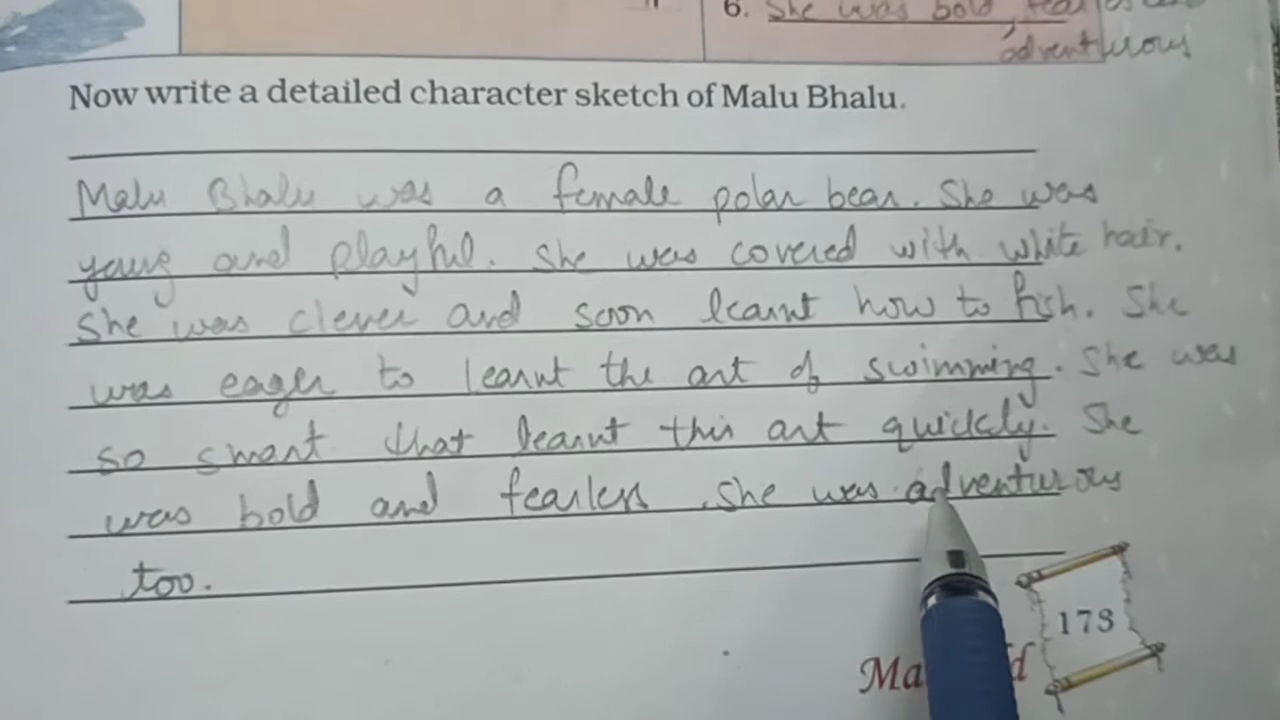 6. She was bold, fearless and
adventurous
Now write a detailed character sketch of Malu Bhalu.
Malu Bhalu was a female polar bear. She was
young and playful. She was covered with white hair.
She was clever and soon learnt how to fish. She
was eager to learnt the art of swimming. She was
so smart that learnt this art quickly. She
was bold and fearless. She was adventurous
too.
173